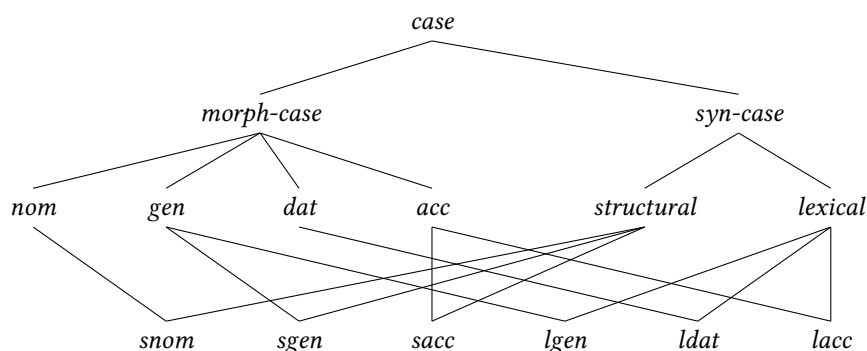 case
morph-case syn-case
nom gen dat acc structural lexical
snom sgen sacc lgen ldat lacc